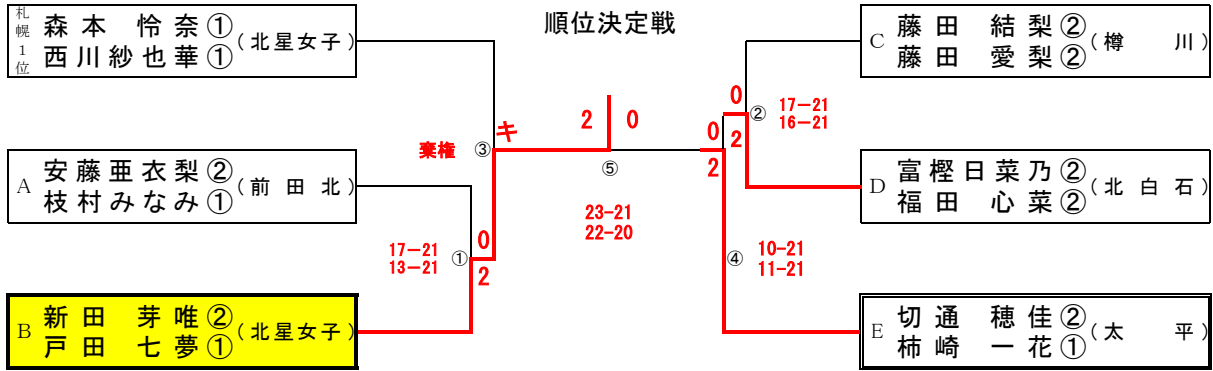 順位決定戦
札幌1位
森本 怜奈①
西川紗也華①
(北星女子)
A
安藤亜衣梨②
枝村みなみ①
(前田北)
B
新田 芽唯②
戸田 七夢①
(北星女子)
C
藤田 結梨②
藤田 愛梨②
(樽川)
D
富樫日菜乃②
福田 心菜②
(北白石)
E
切通 穂佳②
柿崎 一花①
(太平)
棄権
③
キ
17-21
13-21
①
0
2
2
0
⑤
23-21
22-20
0
2
②
17-21
16-21
0
2
④
10-21
11-21